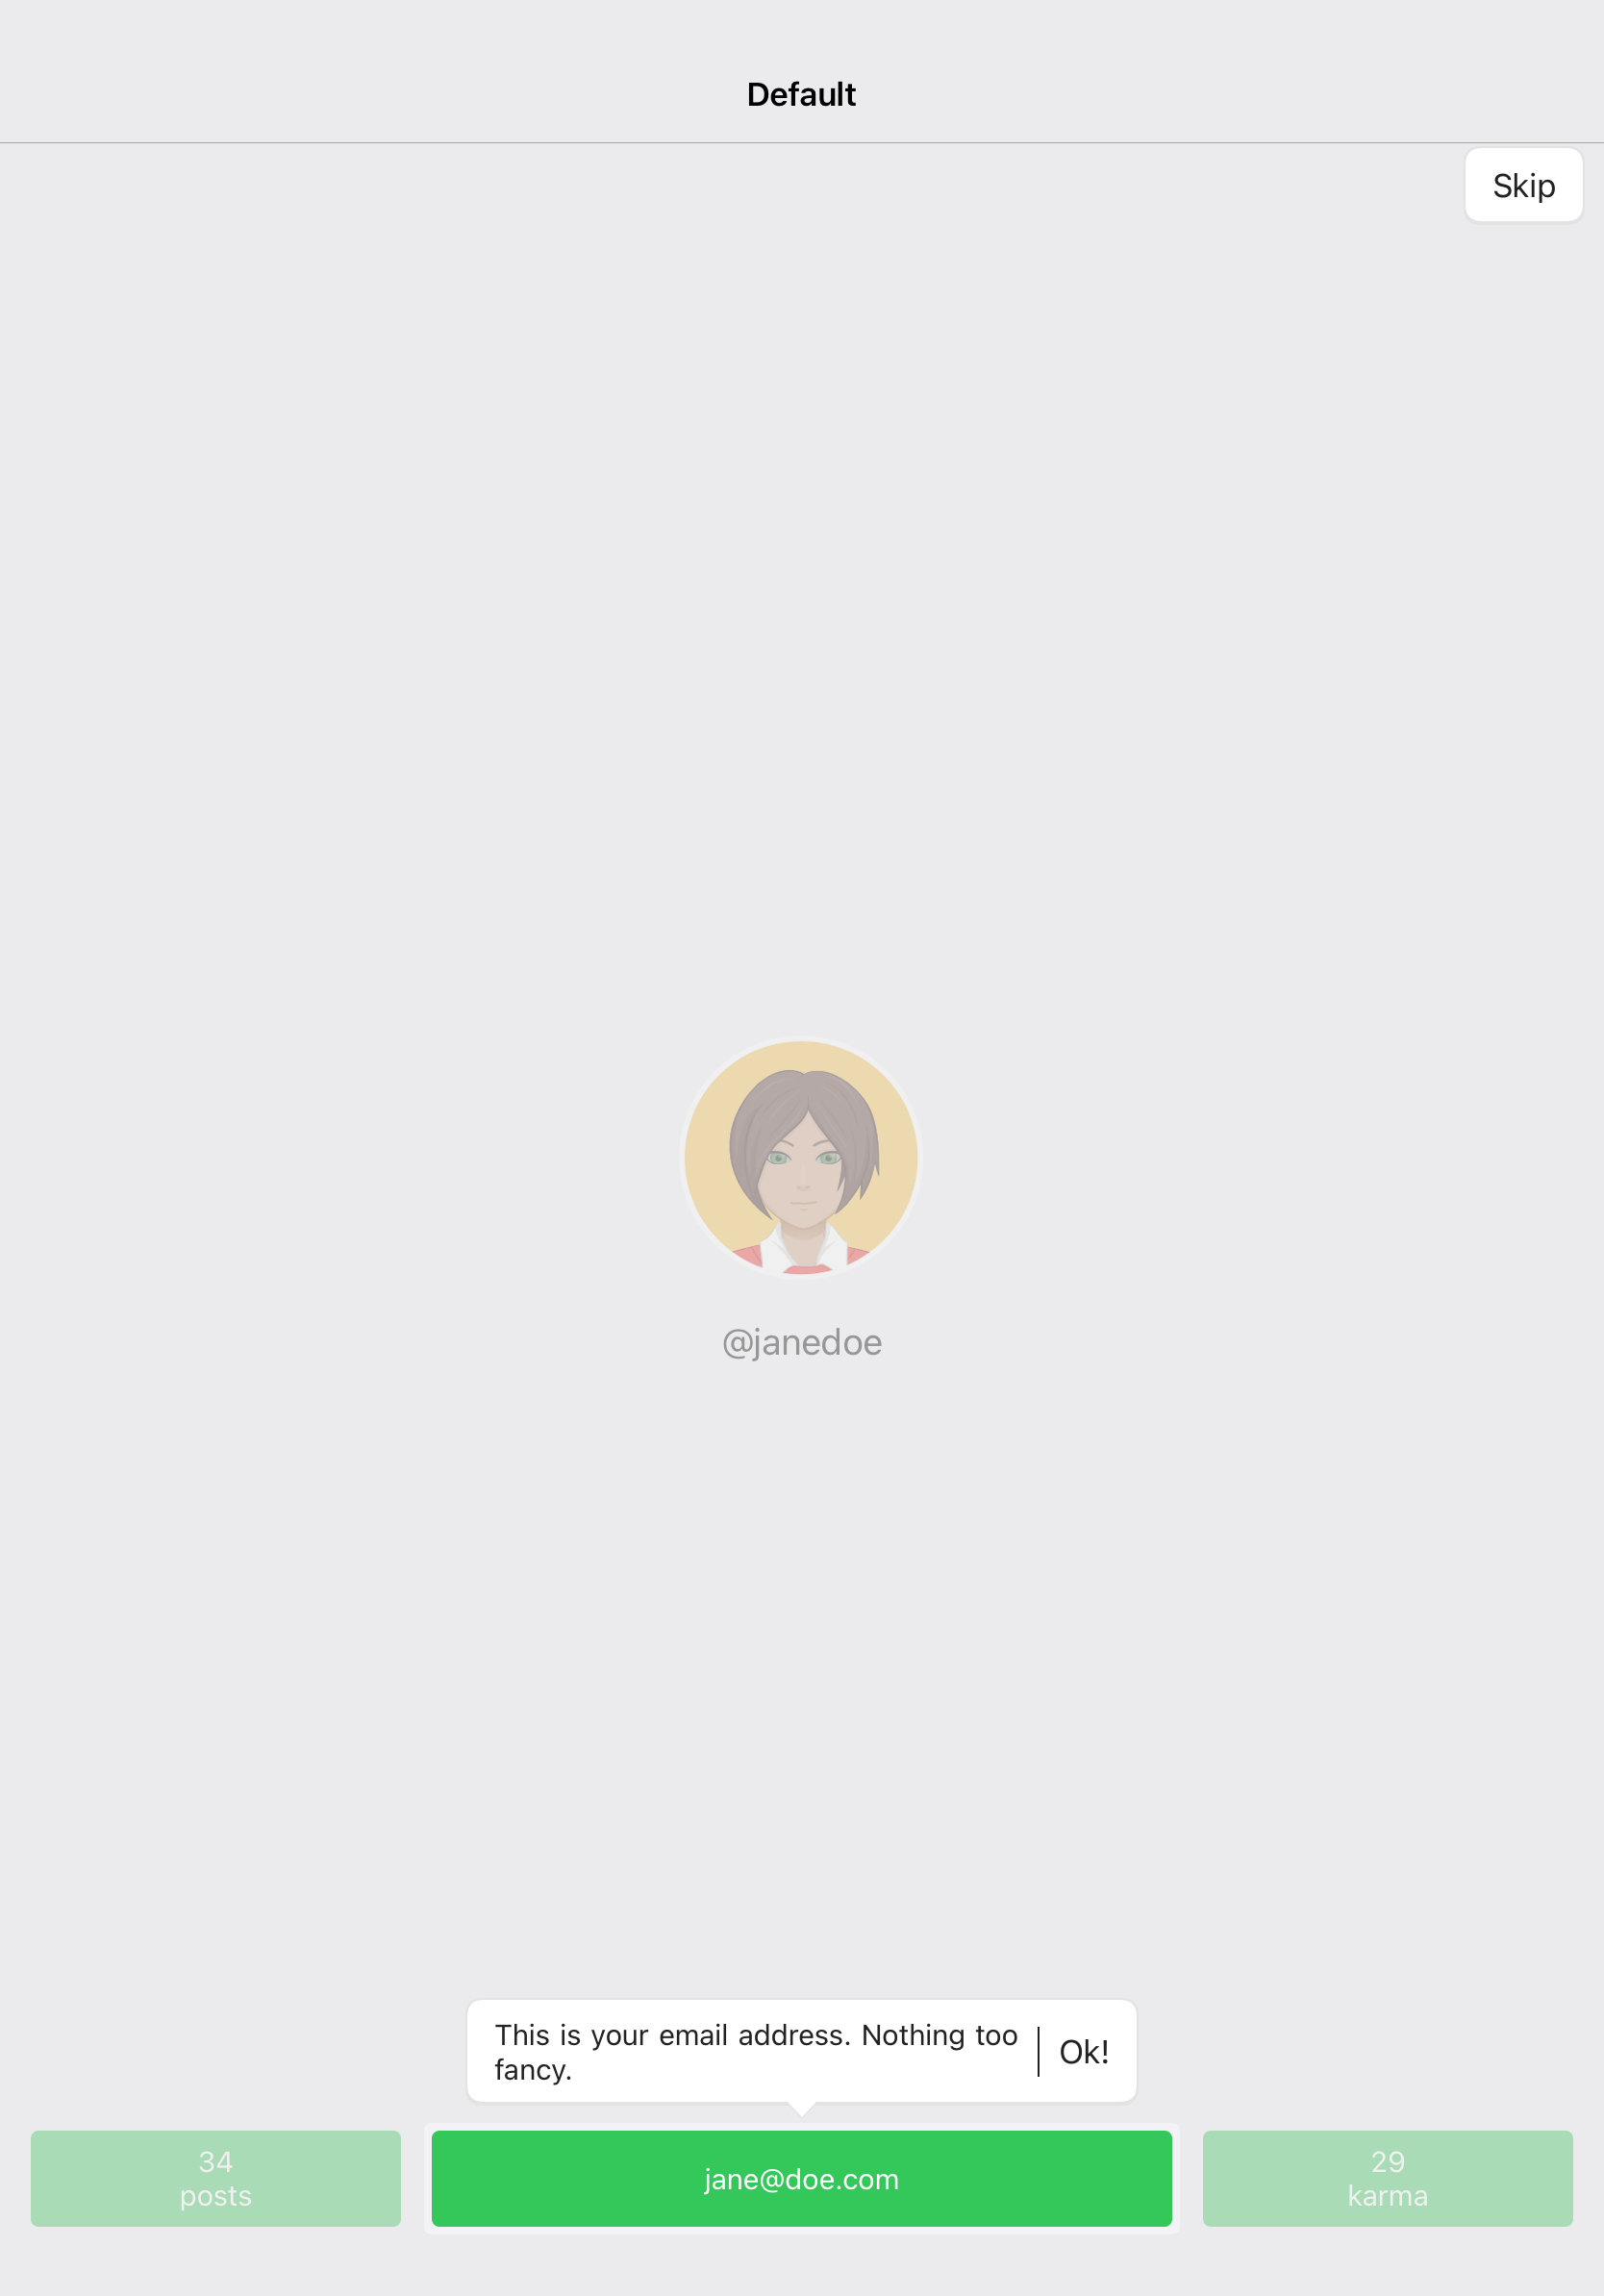 Default
Skip
@janedoe
This is your email address. Nothing too
fancy.
Ok!
34
posts
jane@doe.com
29
karma